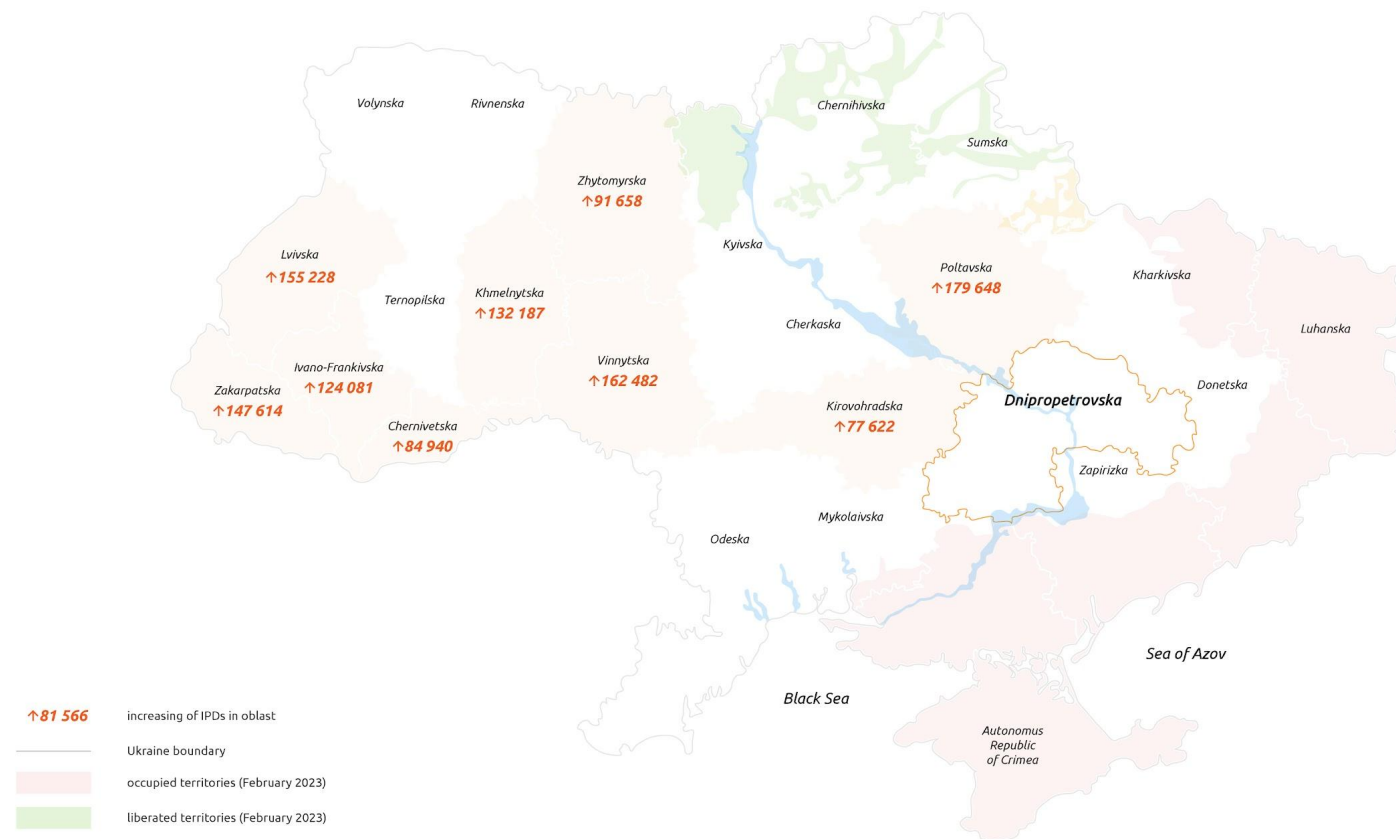 Volynska
Rivnenska
Chernihivska
Sumska
Zhytomyrska
↑91 658
Kyivska
Lvivska
↑155 228
Ternopilska
Khmelnytska
↑132 187
Poltavska
↑179 648
Kharkivska
Luhanska
Cherkaska
Vinnytska
↑162 482
Ivano-Frankivska
↑124 081
Zakarpatska
↑147 614
Chernivetska
↑84 940
Kirovohradska
↑77 622
Dnipropetrovska
Donetska
Zapirizka
Mykolaivska
Odeska
Sea of Azov
Black Sea
Autonomus
Republic
of Crimea
↑81 566 increasing of IPDs in oblast
Ukraine boundary
occupied territories (February 2023)
liberated territories (February 2023)